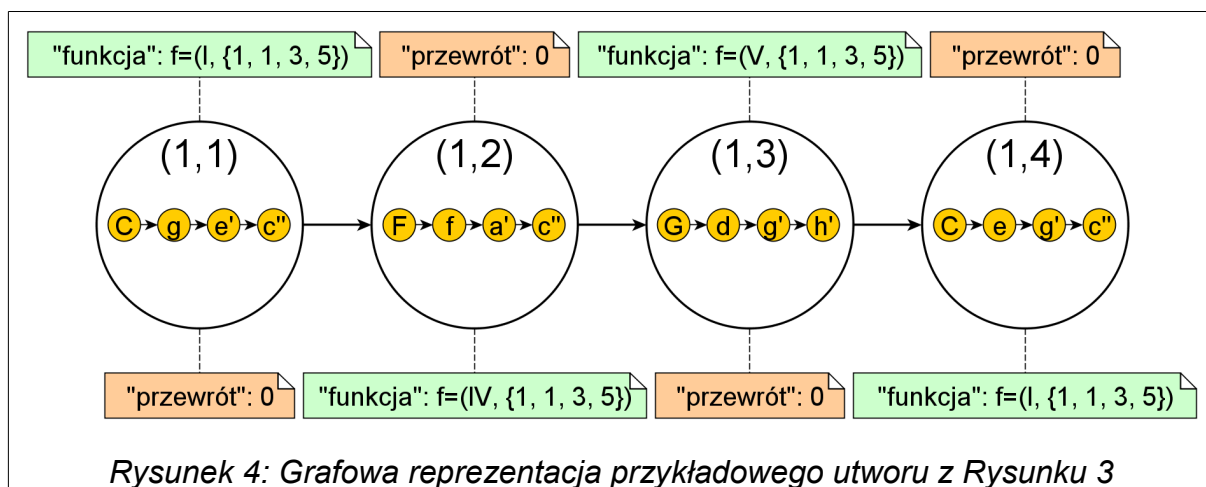 "funkcja": f=(I, {1, 1, 3, 5})
"przewrót": 0
"funkcja": f=(V, {1, 1, 3, 5})
"przewrót": 0
(1,1)
(1,2)
(1,3)
(1,4)
C g e' c''
F f a' c''
G d g' h'
C e g' c''
"przewrót": 0
"funkcja": f=(IV, {1, 1, 3, 5})
"przewrót": 0
"funkcja": f=(I, {1, 1, 3, 5})
Rysunek 4: Grafowa reprezentacja przykładowego utworu z Rysunku 3